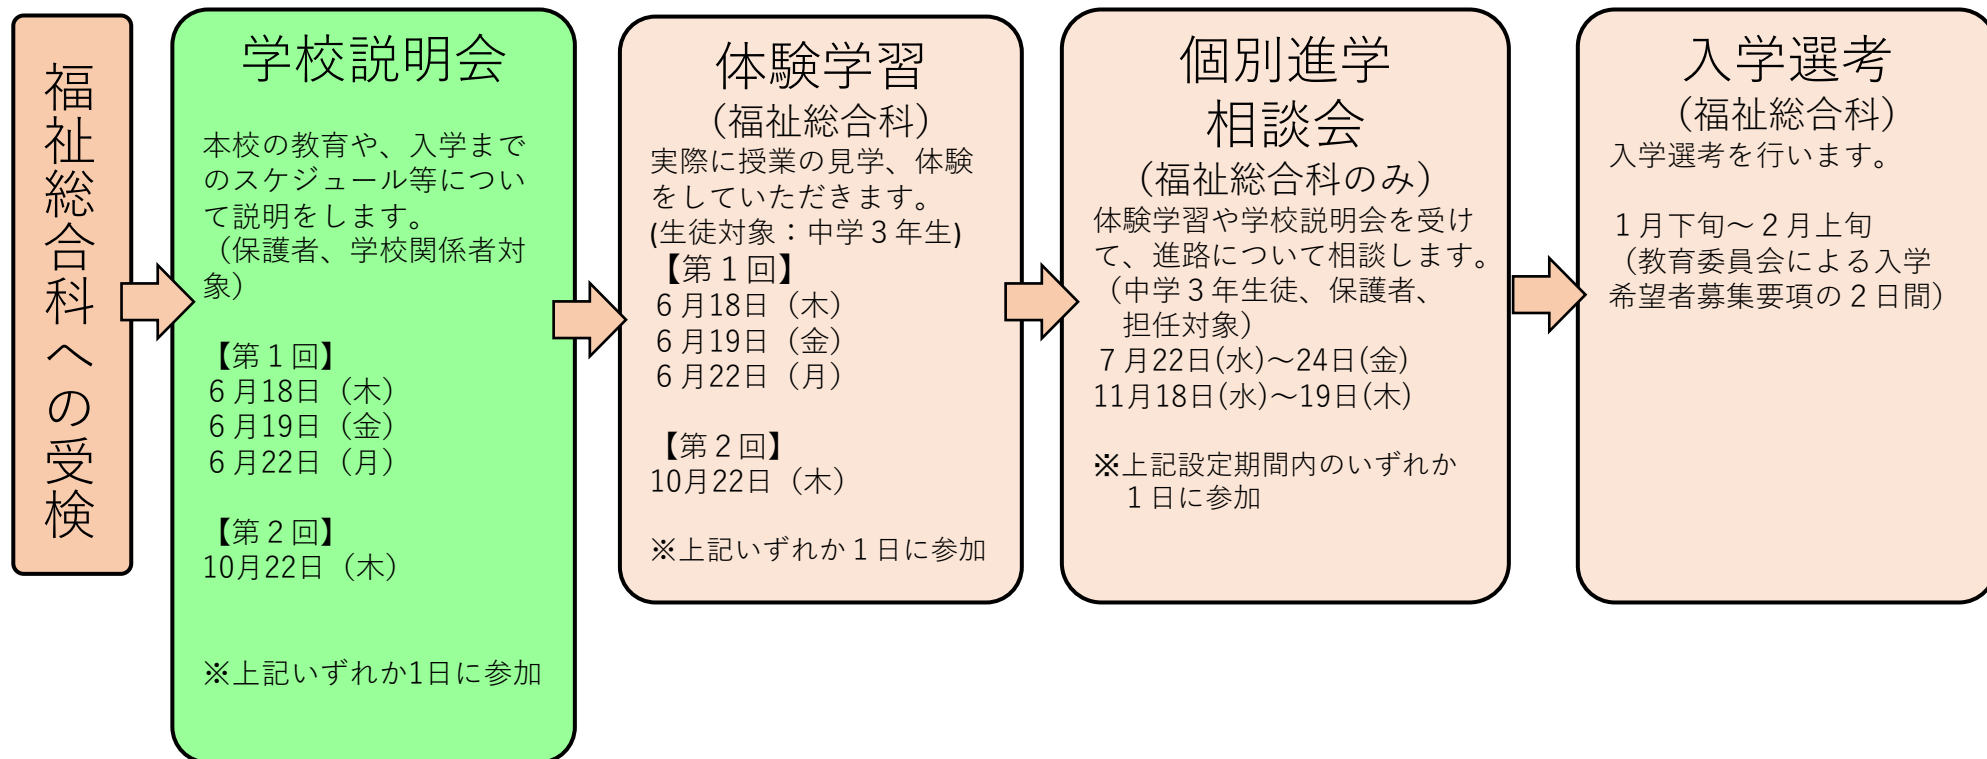 福祉総合科への受検
学校説明会
本校の教育や、入学まで
のスケジュール等につい
て説明をします。
（保護者、学校関係者対
象）
【第１回】
６月18日（木）
６月19日（金）
６月22日（月）
【第２回】
10月22日（木）
※上記いずれか1日に参加
体験学習
（福祉総合科）
実際に授業の見学、体験
をしていただきます。
(生徒対象：中学３年生)
【第１回】
６月18日（木）
６月19日（金）
６月22日（月）
【第２回】
10月22日（木）
※上記いずれか１日に参加
個別進学
相談会
（福祉総合科のみ）
体験学習や学校説明会を受け
て、進路について相談します。
（中学３年生徒、保護者、
担任対象）
７月22日(水)～24日(金)
11月18日(水)～19日(木)
※上記設定期間内のいずれか
１日に参加
入学選考
（福祉総合科）
入学選考を行います。
１月下旬～２月上旬
（教育委員会による入学
希望者募集要項の２日間）